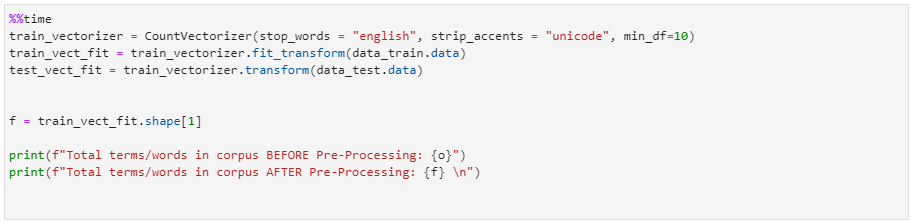 %%time
train_vectorizer = CountVectorizer(stop_words = "english", strip_accents = "unicode", min_df=10)
train_vect_fit = train_vectorizer.fit_transform(data_train.data)
test_vect_fit = train_vectorizer.transform(data_test.data)
f = train_vect_fit.shape[1]
print(f"Total terms/words in corpus BEFORE Pre-Processing: {o}")
print(f"Total terms/words in corpus AFTER Pre-Processing: {f} \n")